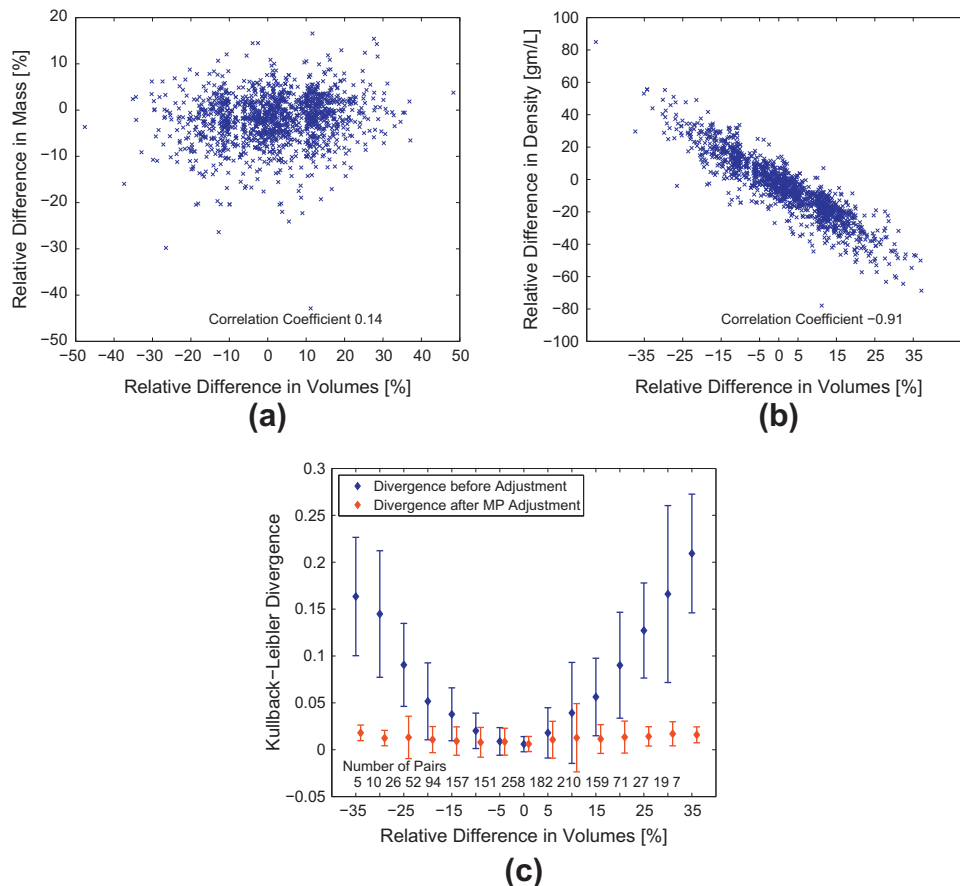 20
10
0
−10
−20
−30
−40
−50
Relative Difference in Mass [%]
Correlation Coefficient 0.14
−50 −40 −30 −20 −10 0 10 20 30 40 50
Relative Difference in Volumes [%]
(a)
100
80
60
40
20
0
−20
−40
−60
−80
−100
Relative Difference in Density [gm/L]
Correlation Coefficient −0.91
−35 −25 −15 −5 0 5 15 25 35
Relative Difference in Volumes [%]
(b)
0.3
0.25
0.2
0.15
0.1
0.05
0
−0.05
Kullback−Leibler Divergence
Divergence before Adjustment
Divergence after MP Adjustment
Number of Pairs
5 10 26 52 94 157 151 258 182 210 159 71 27 19 7
−35 −25 −15 −5 0 5 15 25 35
Relative Difference in Volumes [%]
(c)